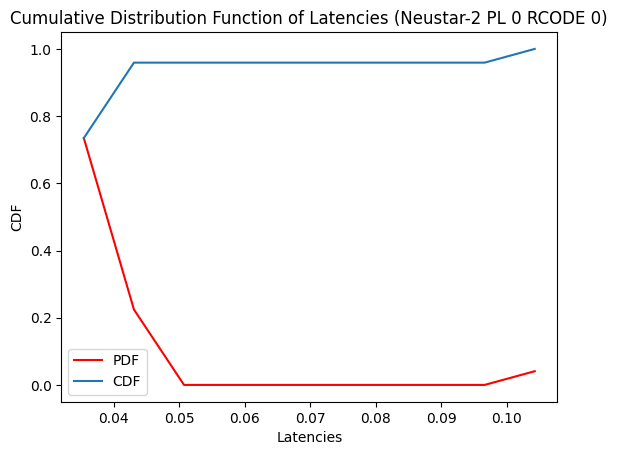 Cumulative Distribution Function of Latencies (Neustar-2 PL 0 RCODE 0)
1.0
0.8
0.6
0.4
0.2
0.0
CDF
PDF
CDF
0.04 0.05 0.06 0.07 0.08 0.09 0.10
Latencies